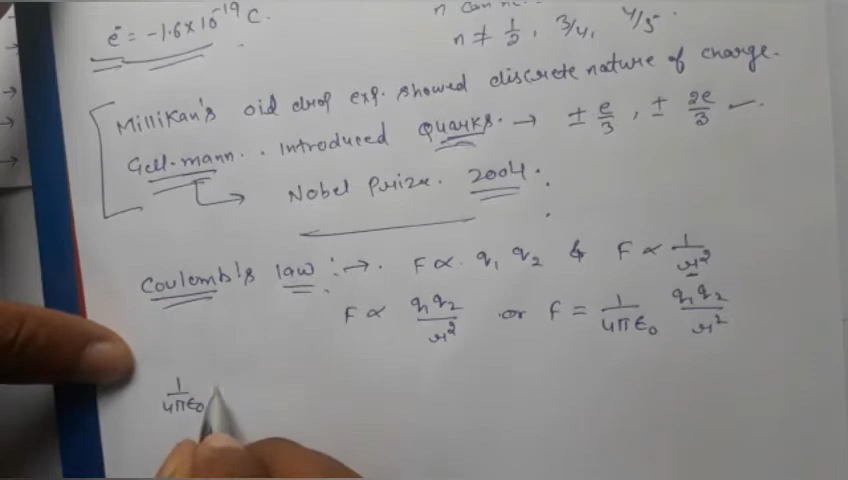 e⁻ = -1.6×10⁻¹⁹ C.
n ≠ 1/2, 3/4, 4/5.
Millikan's oid drop exp. showed discrete nature of charge.
Gell-mann.. introduced Quarks. → ± e/3, ± 2e/3
Nobel Prize. 2004.
Coulomb's law :→. F ∝ q₁ q₂ & F ∝ 1/r²
F ∝ q₁q₂/r² or F = 1/4πε₀ q₁q₂/r²
1/4πε₀